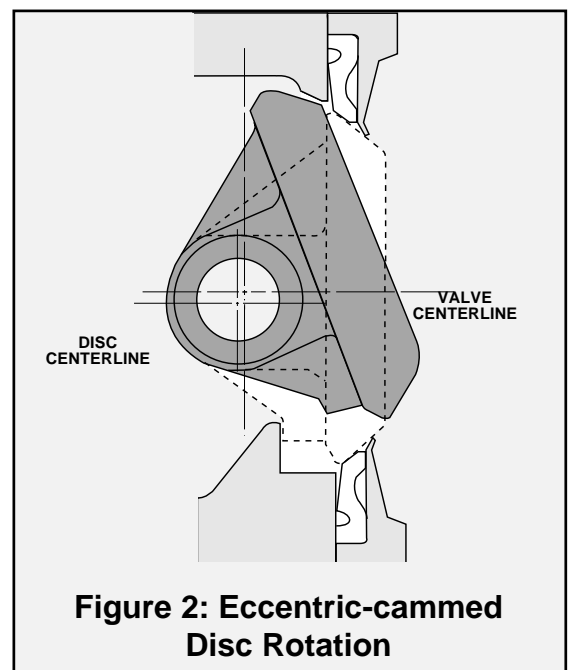 VALVE
CENTERLINE
DISC
CENTERLINE
Figure 2: Eccentric-cammed
Disc Rotation